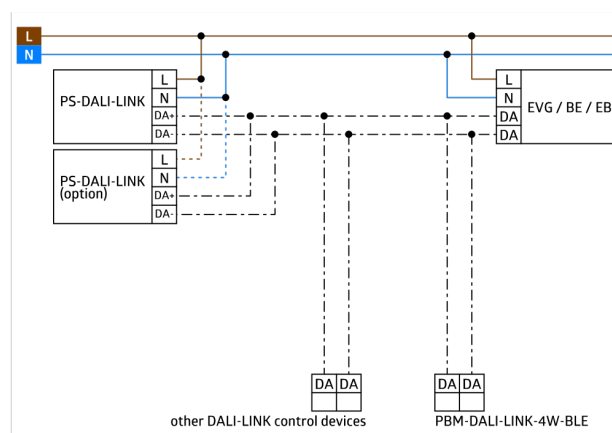 L
N
PS-DALI-LINK
L
N
DA+
DA-
EVG / BE / EB
L
N
DA
DA
PS-DALI-LINK
(option)
L
N
DA+
DA-
DA DA
DA DA
other DALI-LINK control devices
PBM-DALI-LINK-4W-BLE